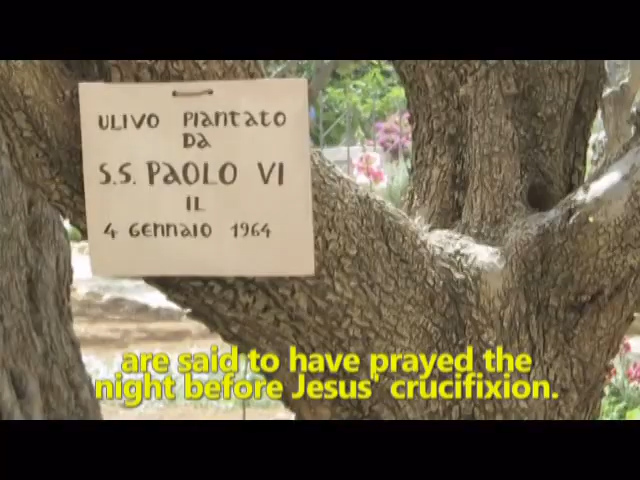 ULIVO PIANTATO
DA
S.S. PAOLO VI
IL
4 GENNAIO 1964
are said to have prayed the
night before Jesus' crucifixion.